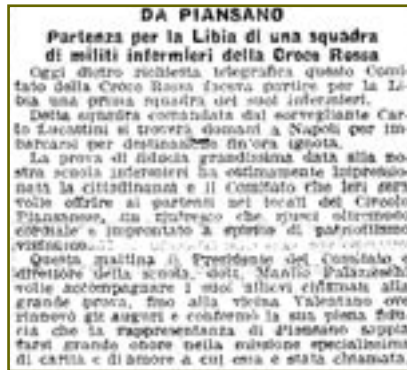 DA PIANSANO
Partenza per la Libia di una squadra
di militi infermieri della Croce Rossa
Oggi dietro richiesta telegrafica questo Comi-
tato della Croce Rossa faceva partire per la Li-
bia una prima squadra dei suoi infermieri.
Detta squadra comandata dal sorvegliante Car-
lo Lucattini si troverà domani a Napoli per im-
barcarsi per destinazione fin'ora ignota.
La prova di fiducia grandissima data alla no-
stra scuola infermieri ha ottimamente impressio-
nata la cittadinanza e il Comitato che ieri sera
volle offrire ai partenti nei locali del Circolo
Piansanese, un rinfresco che riuscì oltremodo
cordiale e improntato a spirito di patriottismo
Questa mattina il Presidente del Comitato e
direttore della scuola, dott. Manlio Palazzeschi
volle accompagnare i suoi allievi chiamati alla
grande prova, fino alla vicina Valentano ove
rinnovò gli auguri e confermò la sua piena fidu-
cia che la rappresentanza di Piansano saprà
farsi grande onore nella missione specialissima
di carità e di amore a cui essa è stata chiamata.